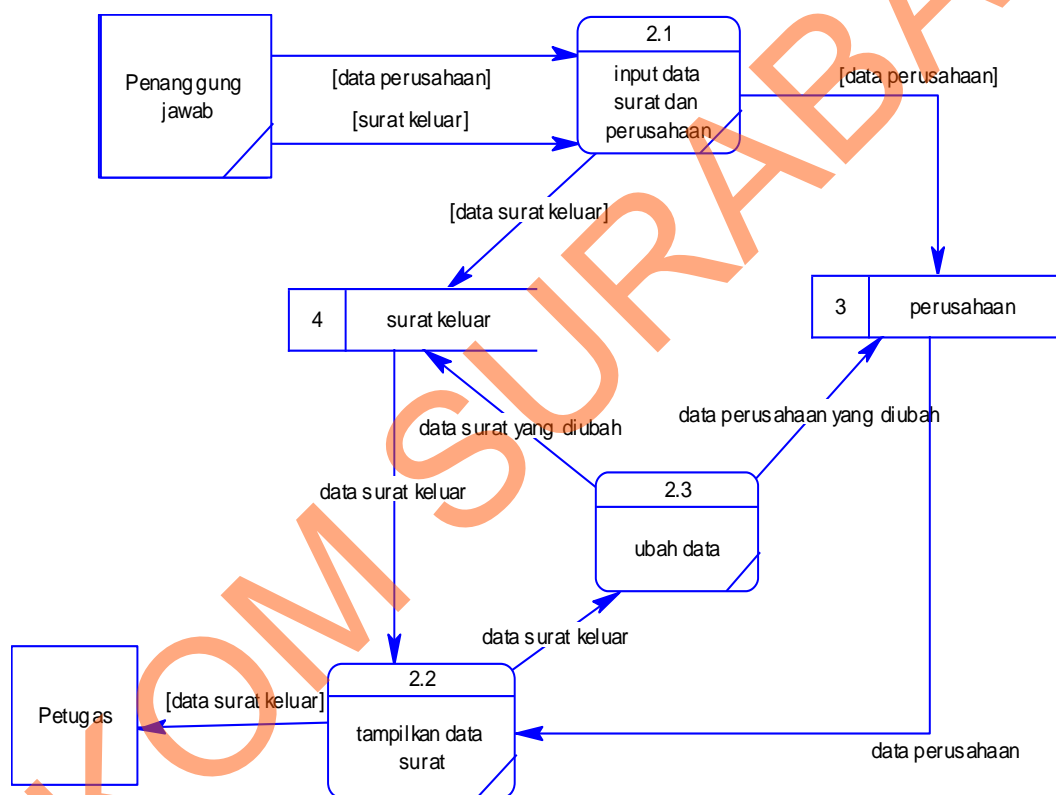 Penanggung
jawab
[data perusahaan]
[surat keluar]
2.1
input data
surat dan
perusahaan
[data perusahaan]
[data surat keluar]
4
surat keluar
3
perusahaan
data surat yang diubah
data perusahaan yang diubah
data surat keluar
2.3
ubah data
data surat keluar
Petugas
[data surat keluar]
2.2
tampilkan data
surat
data perusahaan
KOM SURABA